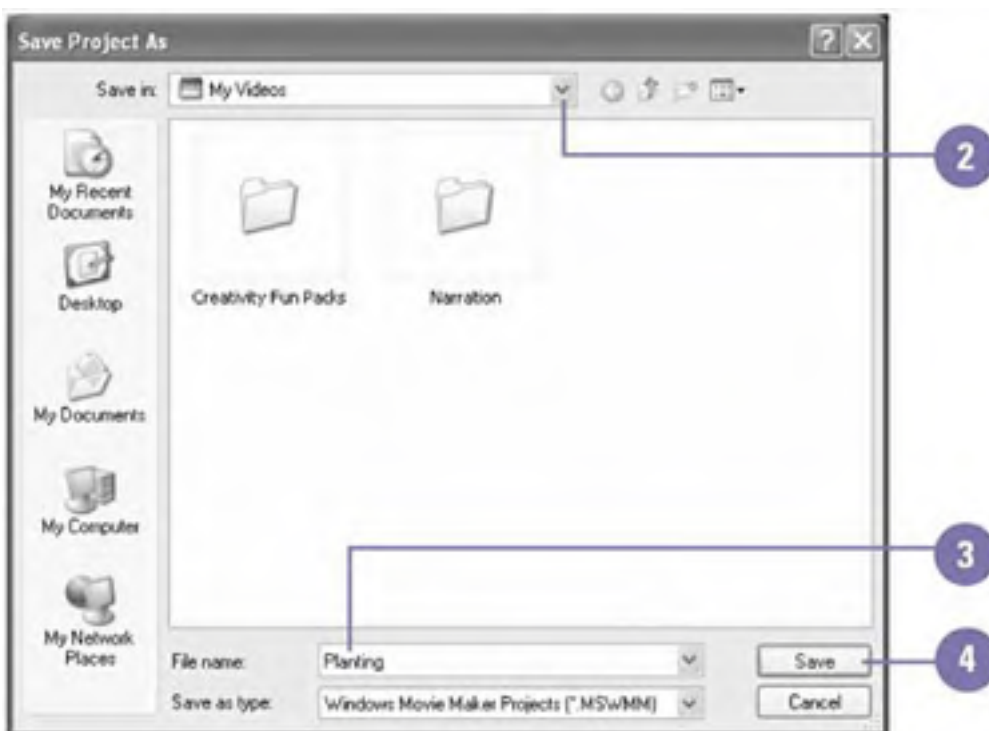 Save Project As
Save in:
My Videos
2
My Recent
Documents
Desktop
My Documents
My Computer
My Network
Places
Creativity Fun Packs
Narration
3
File name:
Planting
Save
4
Save as type:
Windows Movie Maker Projects (*.MSWMM)
Cancel